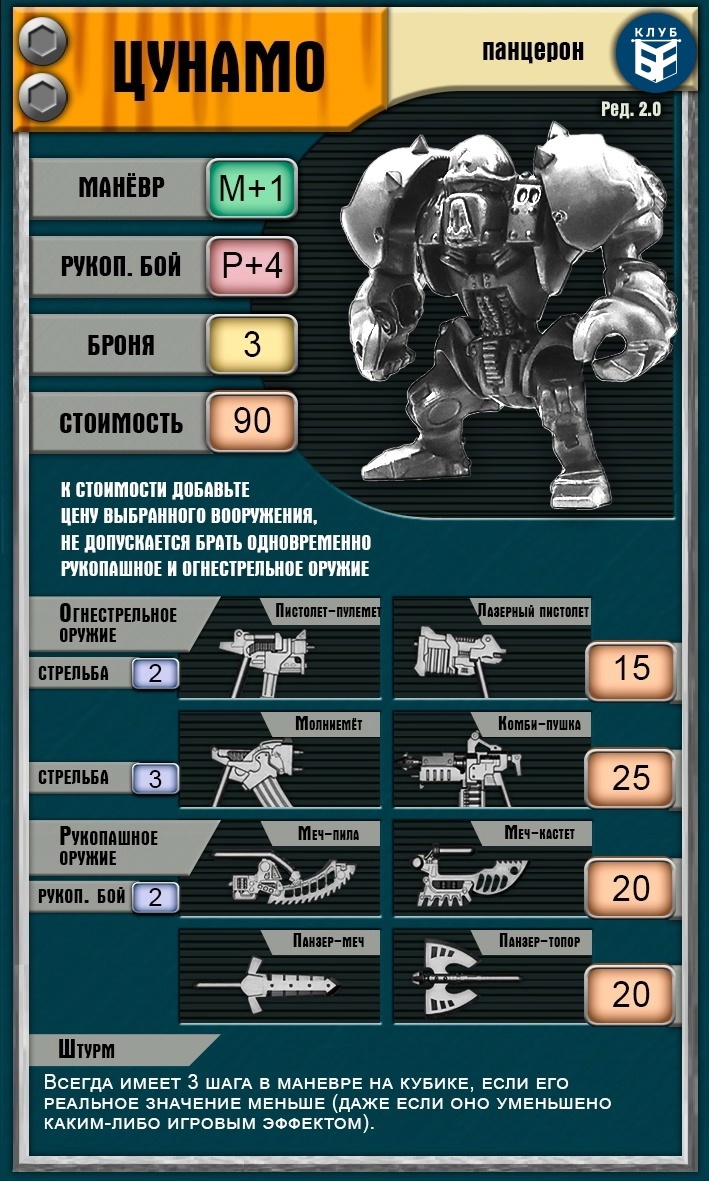 ЦУНАМО
панцерон
КЛУБ
Ред. 2.0
МАНЁВР
М+1
РУКОП. БОЙ
Р+4
БРОНЯ
3
СТОИМОСТЬ
90
К СТОИМОСТИ ДОБАВЬТЕ
ЦЕНУ ВЫБРАННОГО ВООРУЖЕНИЯ,
НЕ ДОПУСКАЕТСЯ БРАТЬ ОДНОВРЕМЕННО
РУКОПАШНОЕ И ОГНЕСТРЕЛЬНОЕ ОРУЖИЕ
Огнестрельное
оружие
Пистолет-пулемет
Лазерный пистолет
СТРЕЛЬБА
2
15
Молниемёт
Комби-пушка
СТРЕЛЬБА
3
25
Рукопашное
оружие
Меч-пила
Меч-кастет
РУКОП. БОЙ
2
20
Панзер-меч
Панзер-топор
20
Штурм
Всегда имеет 3 шага в маневре на кубике, если его
реальное значение меньше (даже если оно уменьшено
каким-либо игровым эффектом).